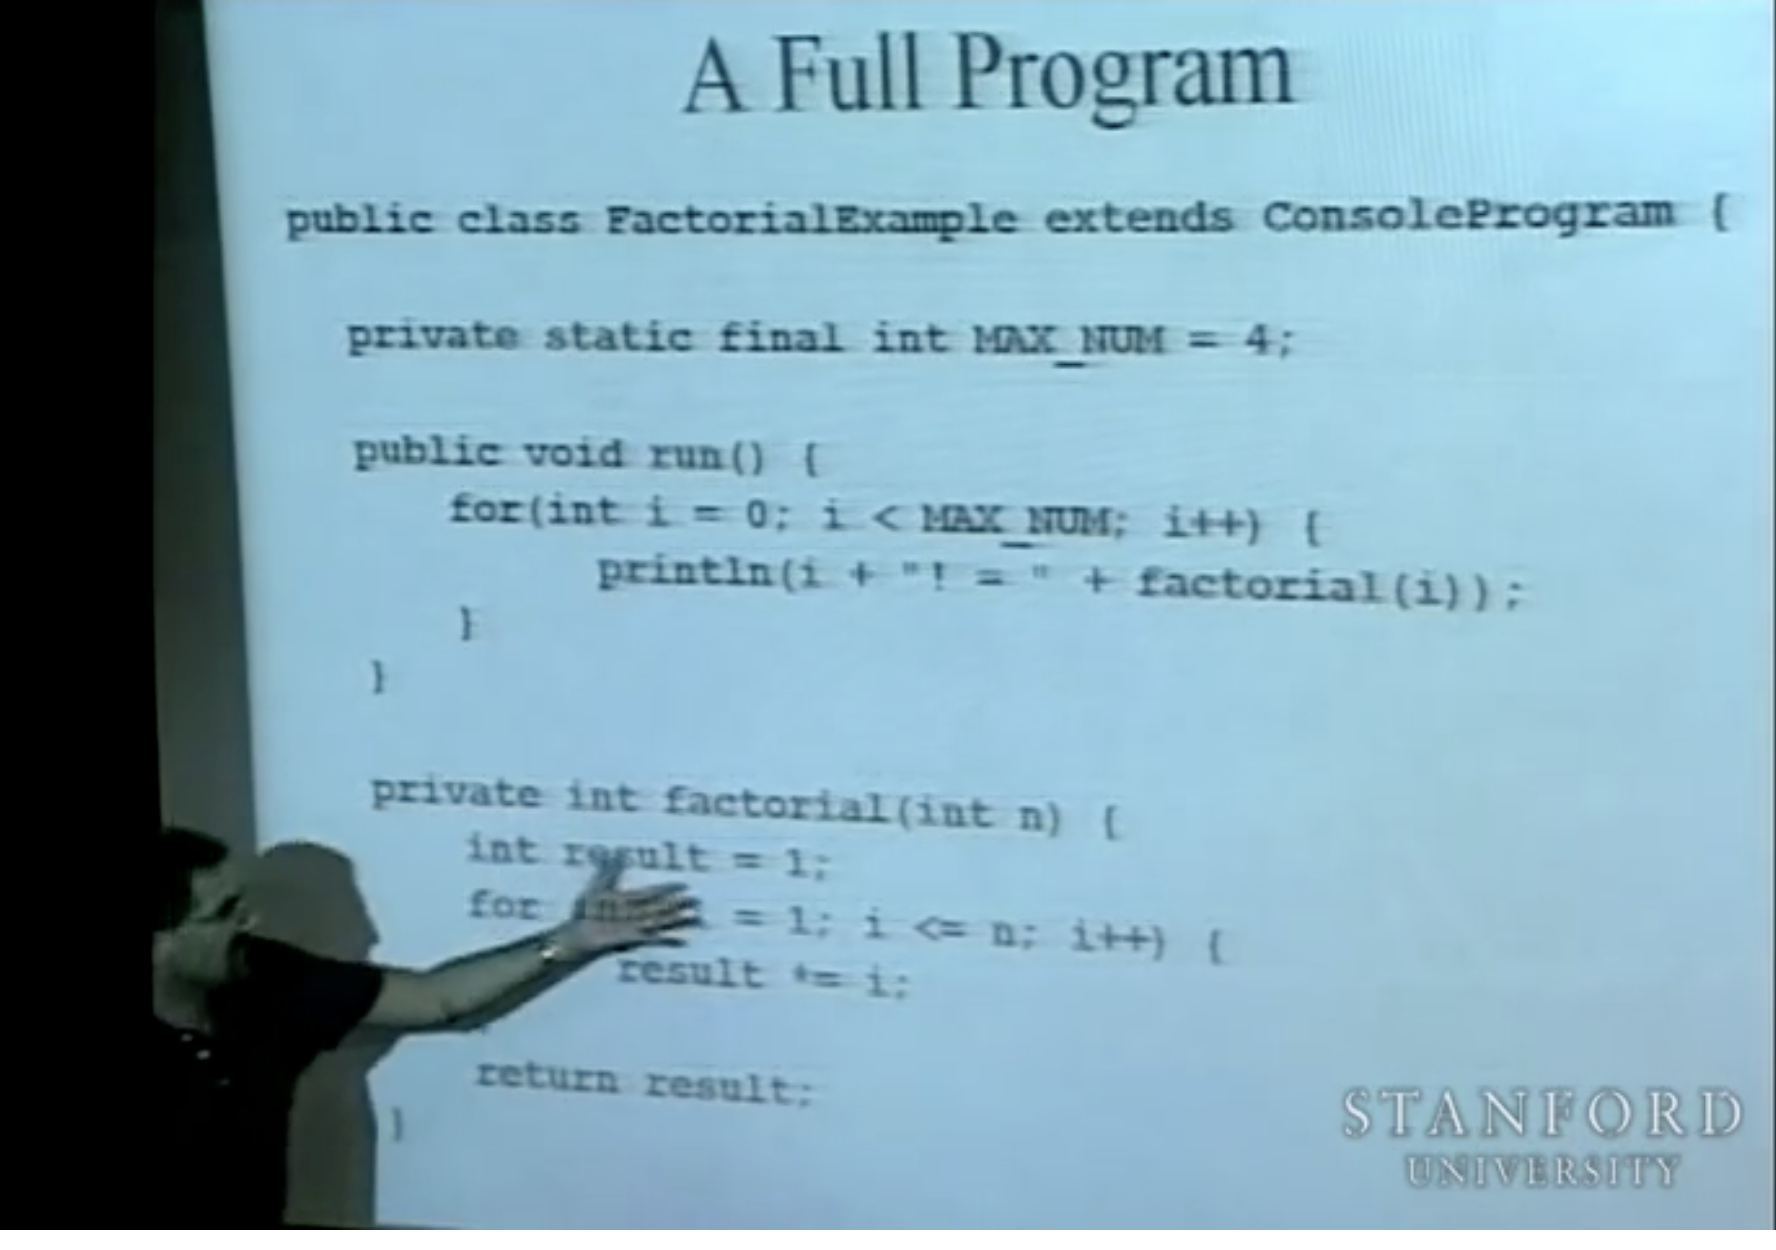 A Full Program
public class FactorialExample extends ConsoleProgram {
private static final int MAX_NUM = 4;
public void run() {
for(int i = 0; i < MAX_NUM; i++) {
println(i + "! = " + factorial(i));
}
}
private int factorial(int n) {
int result = 1;
for = 1; i <= n; i++) {
result *= i;
return result;
}
STANFORD
UNIVERSITY